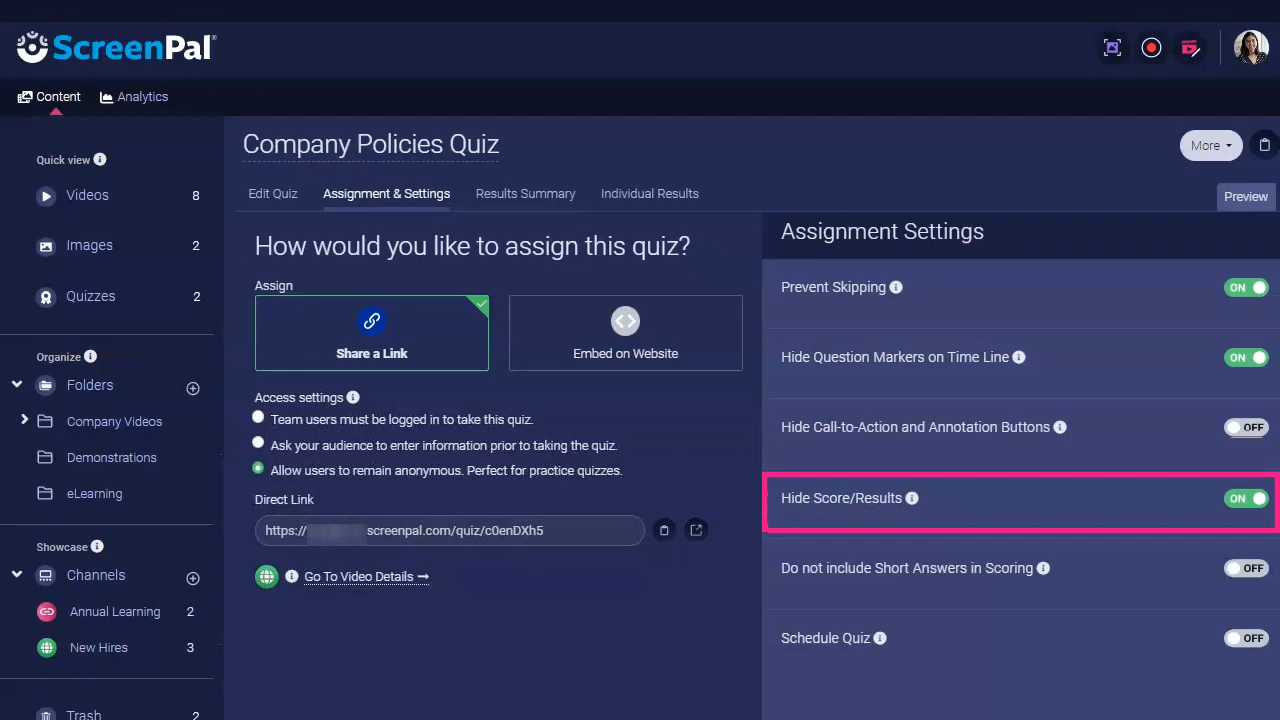 ScreenPal®
Content
Analytics
Quick view
Videos 8
Images 2
Quizzes 2
Organize
Folders
Company Videos
Demonstrations
eLearning
Showcase
Channels
Annual Learning 2
New Hires 3
Trash 2
Company Policies Quiz
More
Edit Quiz
Assignment & Settings
Results Summary
Individual Results
Preview
How would you like to assign this quiz?
Assign
Share a Link
Embed on Website
Access settings
Team users must be logged in to take this quiz.
Ask your audience to enter information prior to taking the quiz.
Allow users to remain anonymous. Perfect for practice quizzes.
Direct Link
https:// screenpal.com/quiz/c0enDXh5
Go To Video Details →
Assignment Settings
Prevent Skipping ON
Hide Question Markers on Time Line ON
Hide Call-to-Action and Annotation Buttons OFF
Hide Score/Results ON
Do not include Short Answers in Scoring OFF
Schedule Quiz OFF